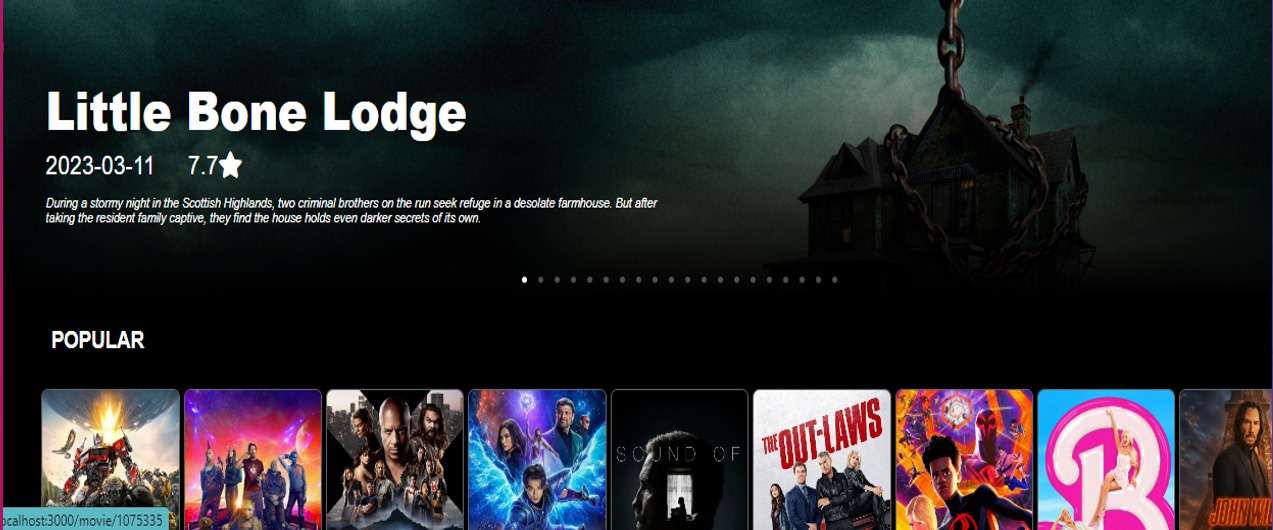 Little Bone Lodge
2023-03-11 7.7
During a stormy night in the Scottish Highlands, two criminal brothers on the run seek refuge in a desolate farmhouse. But after
taking the resident family captive, they find the house holds even darker secrets of its own.
POPULAR
THE OUT-LAWS
SOUND OF
B
JOHN WI
ocalhost:3000/movie/1075335